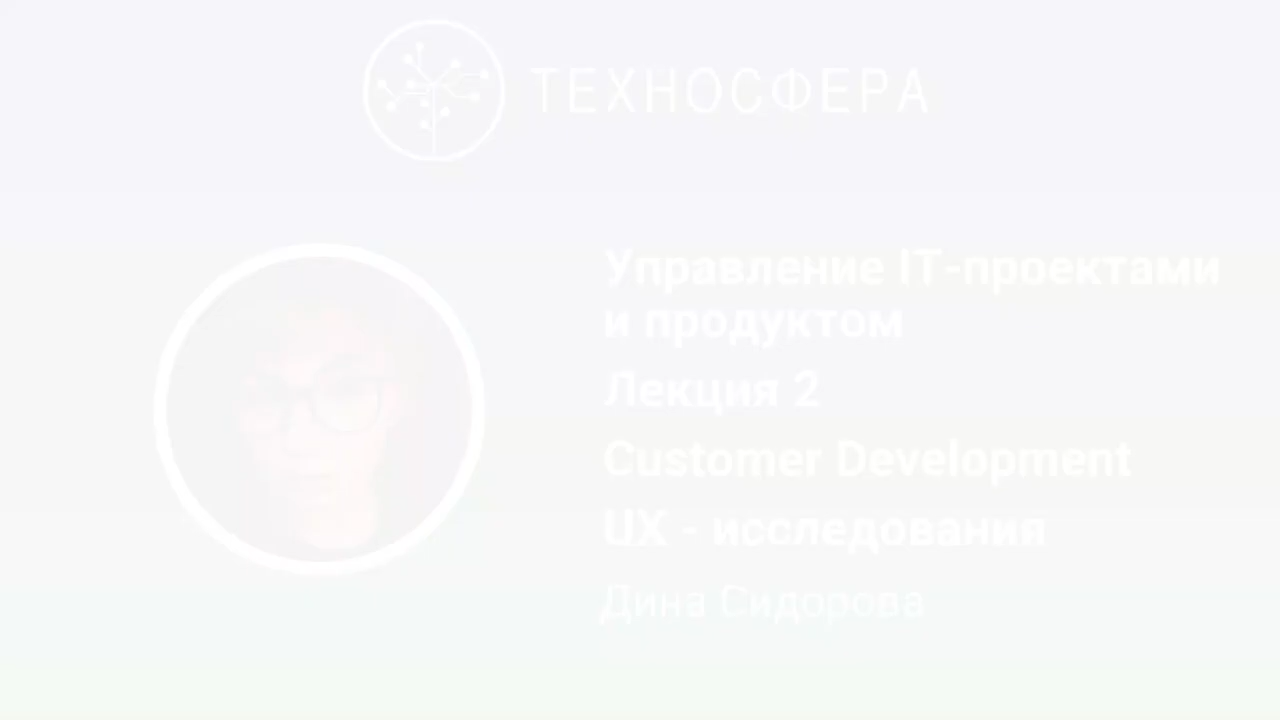 ТЕХНОСФЕРА
Управление IT-проектами
и продуктом
Лекция 2
Customer Development
UX - исследования
Дина Сидорова